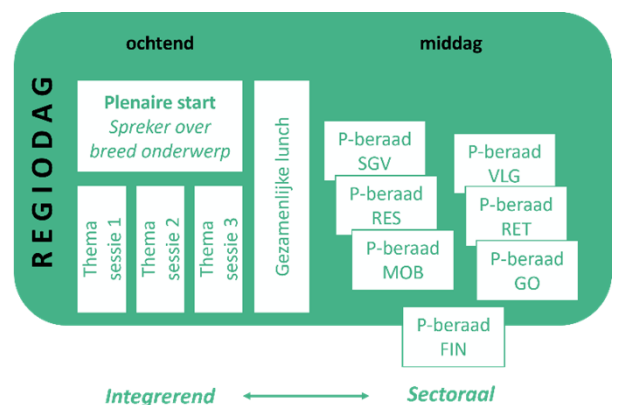 REGIODAG
ochtend
middag
Plenaire start
Spreker over
breed onderwerp
Thema
sessie 1
Thema
sessie 2
Thema
sessie 3
Gezamenlijke lunch
P-beraad
SGV
P-beraad
RES
P-beraad
MOB
P-beraad
VLG
P-beraad
RET
P-beraad
GO
P-beraad
FIN
Integrerend
Sectoraal